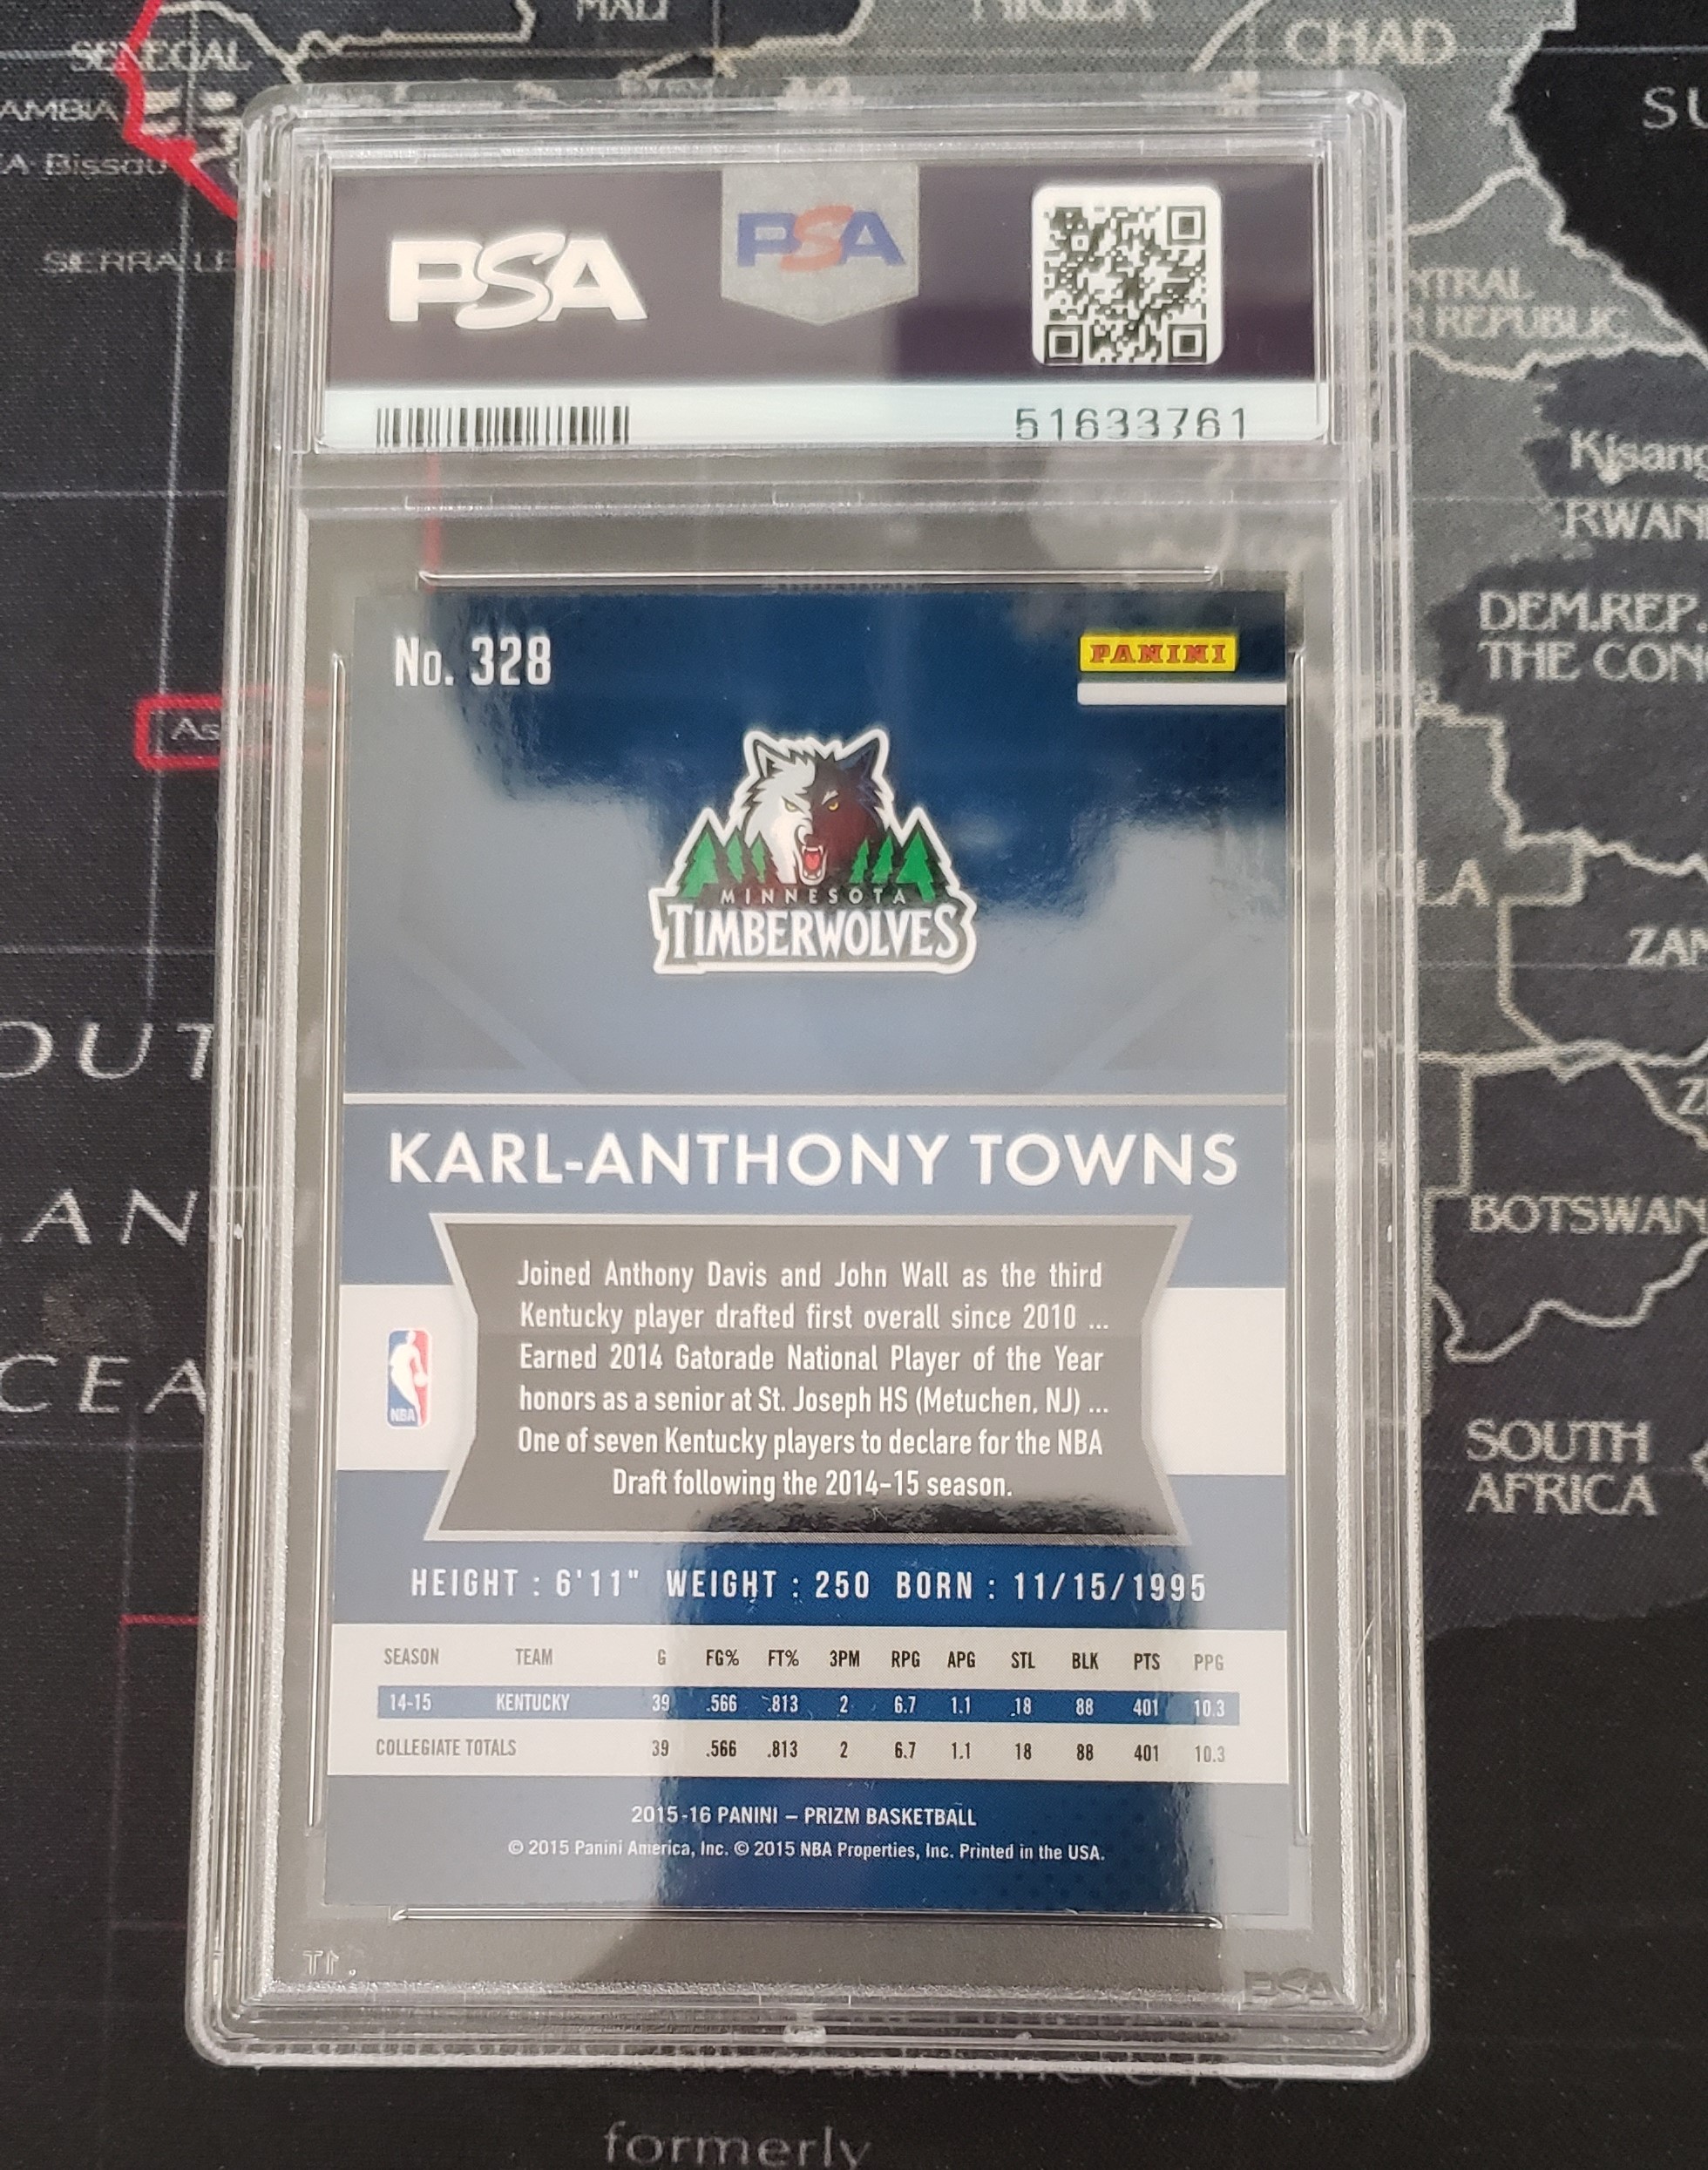 MALI
NIGER
CHAD
SENEGAL
SU
AMBIA
A-Bissau
SIERRA LE
NTRAL
REPUBLIC
PSA
PSA
51633761
Kisang
RWAN
DEM.REP.
THE CON
No. 328
PANINI
As
MINNESOTA
TIMBERWOLVES
LA
ZAM
OUT
KARL-ANTHONY TOWNS
AN
BOTSWAN
Joined Anthony Davis and John Wall as the third
Kentucky player drafted first overall since 2010 ...
Earned 2014 Gatorade National Player of the Year
honors as a senior at St. Joseph HS (Metuchen, NJ) ...
One of seven Kentucky players to declare for the NBA
Draft following the 2014-15 season.
NBA
CEA
SOUTH
AFRICA
HEIGHT : 6'11" WEIGHT : 250 BORN : 11/15/1995
SEASON TEAM G FG% FT% 3PM RPG APG STL BLK PTS PPG
14-15 KENTUCKY 39 .566 .813 2 6.7 1.1 18 88 401 10.3
COLLEGIATE TOTALS 39 .566 .813 2 6.7 1.1 18 88 401 10.3
2015-16 PANINI – PRIZM BASKETBALL
© 2015 Panini America, Inc. © 2015 NBA Properties, Inc. Printed in the USA.
PSA
formerly